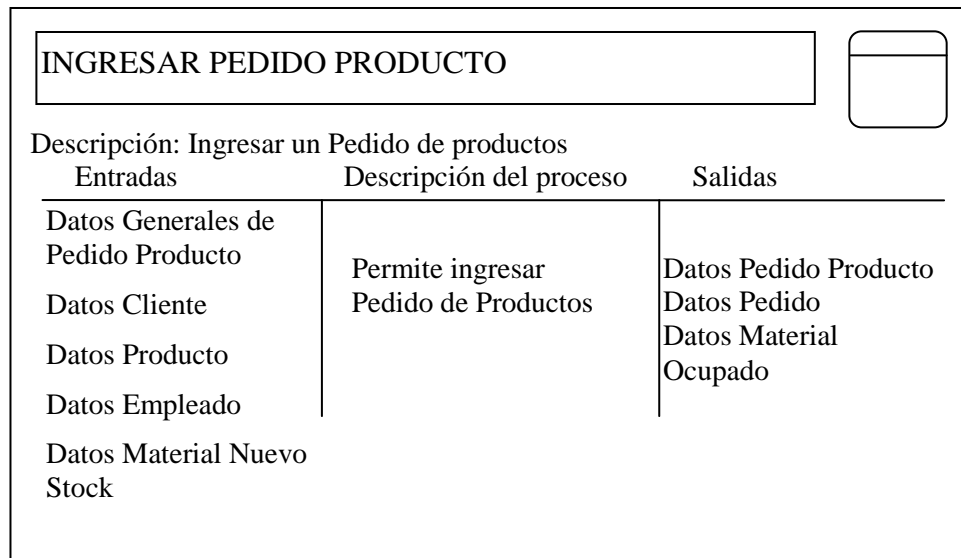 INGRESAR PEDIDO PRODUCTO
Descripción: Ingresar un Pedido de productos
Entradas
Descripción del proceso
Salidas
Datos Generales de
Pedido Producto
Datos Cliente
Datos Producto
Datos Empleado
Datos Material Nuevo
Stock
Permite ingresar
Pedido de Productos
Datos Pedido Producto
Datos Pedido
Datos Material
Ocupado